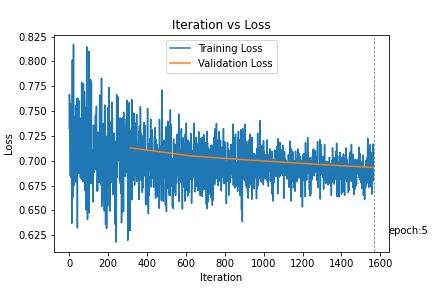 Iteration vs Loss
Training Loss
Validation Loss
Loss
0.825
0.800
0.775
0.750
0.725
0.700
0.675
0.650
0.625
epoch:5
0 200 400 600 800 1000 1200 1400 1600
Iteration